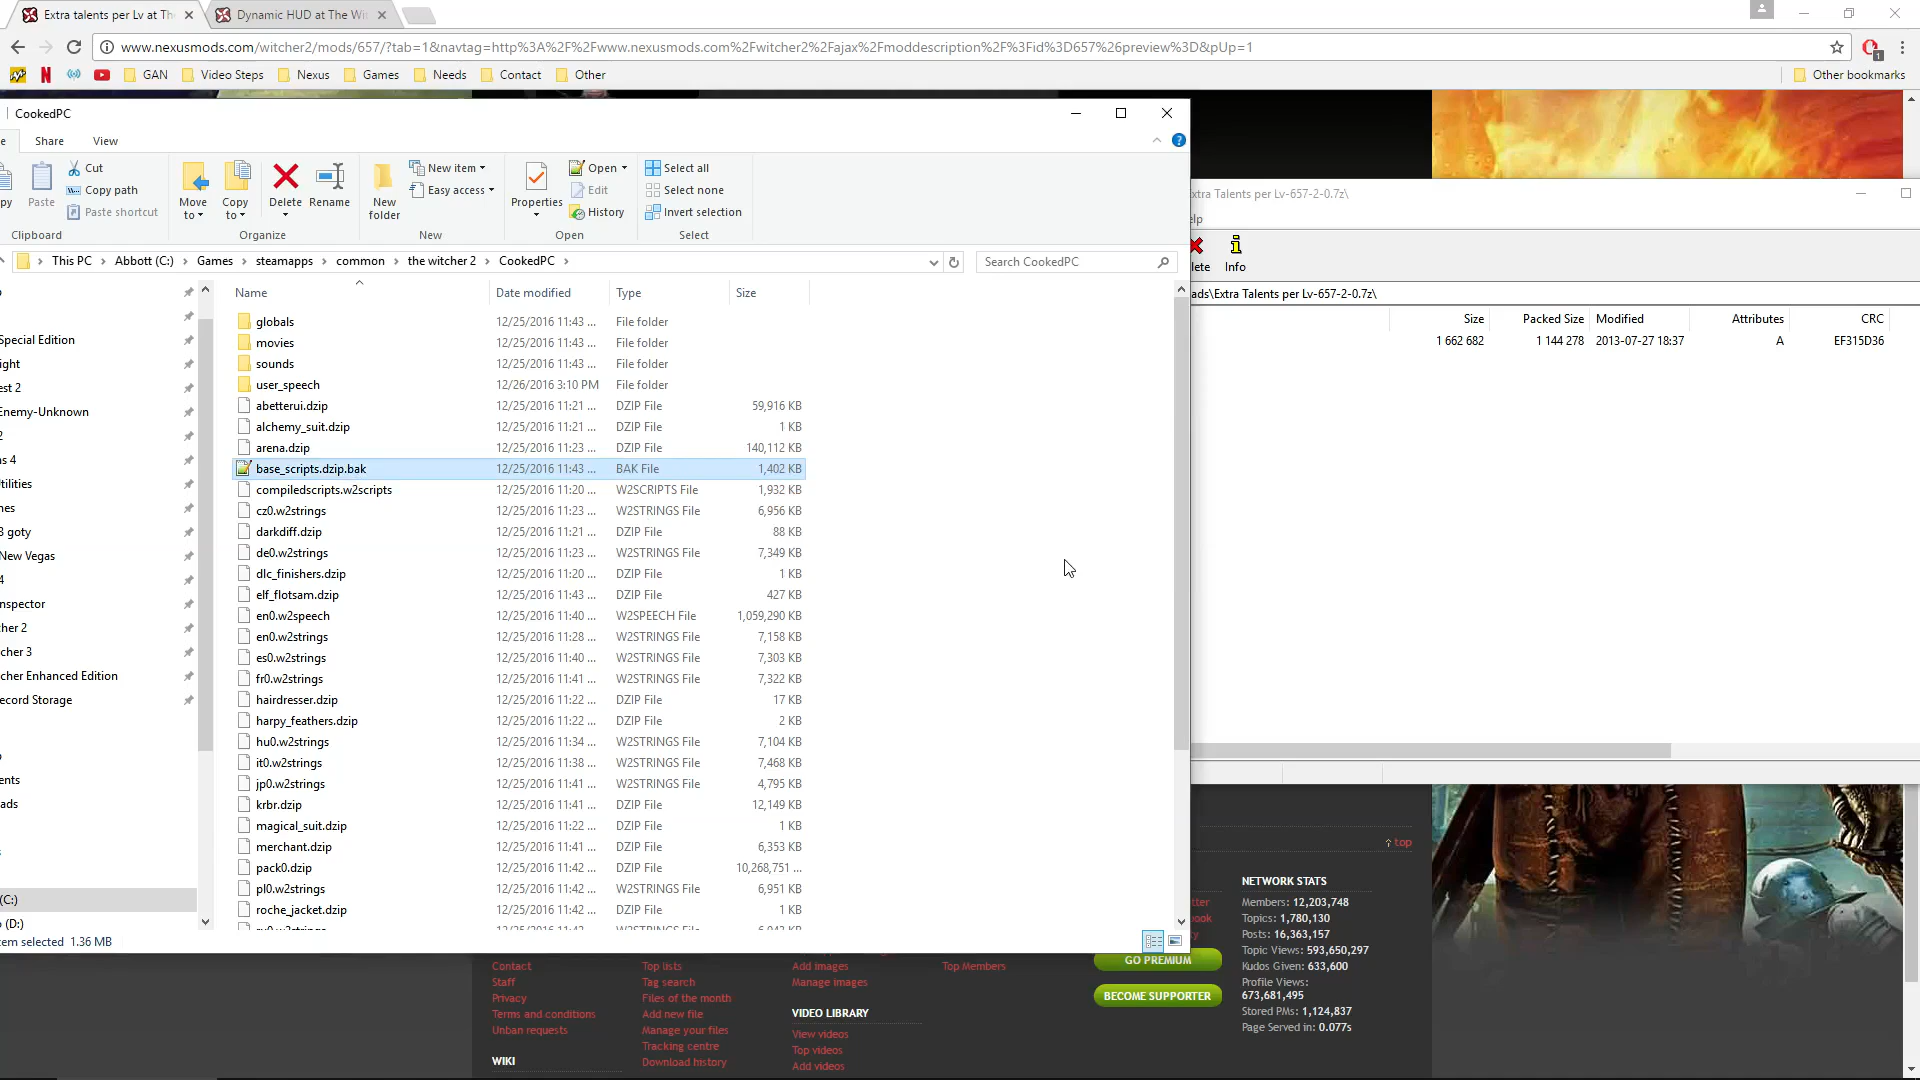 Extra talents per Lv at The
Dynamic HUD at The Wi
www.nexusmods.com/witcher2/mods/657/?tab=1&navtag=http%3A%2F%2Fwww.nexusmods.com%2Fwitcher2%2Fajax%2Fmoddescription%2F%3Fid%3D657%26preview%3D&pUp=1
GAN Video Steps Nexus Games Needs Contact Other Other bookmarks
CookedPC
Share View
Cut
Copy path
Paste shortcut
Paste
Clipboard
Move to
Copy to
Delete
Rename
Organize
New folder
New item
Easy access
New
Properties
Open
Edit
History
Open
Select all
Select none
Invert selection
Select
This PC > Abbott (C:) > Games > steamapps > common > the witcher 2 > CookedPC >
Search CookedPC
Name Date modified Type Size
globals 12/25/2016 11:43 ... File folder
movies 12/25/2016 11:43 ... File folder
sounds 12/25/2016 11:43 ... File folder
user_speech 12/26/2016 3:10 PM File folder
abetterui.dzip 12/25/2016 11:21 ... DZIP File 59,916 KB
alchemy_suit.dzip 12/25/2016 11:21 ... DZIP File 1 KB
arena.dzip 12/25/2016 11:23 ... DZIP File 140,112 KB
base_scripts.dzip.bak 12/25/2016 11:43 ... BAK File 1,402 KB
compiledscripts.w2scripts 12/25/2016 11:20 ... W2SCRIPTS File 1,932 KB
cz0.w2strings 12/25/2016 11:23 ... W2STRINGS File 6,956 KB
darkdiff.dzip 12/25/2016 11:21 ... DZIP File 88 KB
de0.w2strings 12/25/2016 11:23 ... W2STRINGS File 7,349 KB
dlc_finishers.dzip 12/25/2016 11:20 ... DZIP File 1 KB
elf_flotsam.dzip 12/25/2016 11:43 ... DZIP File 427 KB
en0.w2speech 12/25/2016 11:40 ... W2SPEECH File 1,059,290 KB
en0.w2strings 12/25/2016 11:28 ... W2STRINGS File 7,158 KB
es0.w2strings 12/25/2016 11:40 ... W2STRINGS File 7,303 KB
fr0.w2strings 12/25/2016 11:41 ... W2STRINGS File 7,322 KB
hairdresser.dzip 12/25/2016 11:22 ... DZIP File 17 KB
harpy_feathers.dzip 12/25/2016 11:22 ... DZIP File 2 KB
hu0.w2strings 12/25/2016 11:34 ... W2STRINGS File 7,104 KB
it0.w2strings 12/25/2016 11:38 ... W2STRINGS File 7,468 KB
jp0.w2strings 12/25/2016 11:41 ... W2STRINGS File 4,795 KB
krbr.dzip 12/25/2016 11:41 ... DZIP File 12,149 KB
magical_suit.dzip 12/25/2016 11:22 ... DZIP File 1 KB
merchant.dzip 12/25/2016 11:41 ... DZIP File 6,353 KB
pack0.dzip 12/25/2016 11:42 ... DZIP File 10,268,751 ...
pl0.w2strings 12/25/2016 11:42 ... W2STRINGS File 6,951 KB
roche_jacket.dzip 12/25/2016 11:42 ... DZIP File 1 KB
Special Edition
ight
est 2
Enemy-Unknown
2
ns 4
tilities
nes
3 goty
New Vegas
4
nspector
cher 2
tcher 3
cher Enhanced Edition
ecord Storage
ents
ads
(C:)
(D:)
tem selected 1.36 MB
xtra Talents per Lv-657-2-0.7z\
elp
lete Info
ads\Extra Talents per Lv-657-2-0.7z\
Size Packed Size Modified Attributes CRC
1 662 682 1 144 278 2013-07-27 18:37 A EF315D36
top
NETWORK STATS
Members: 12,203,748
Topics: 1,780,130
Posts: 16,363,157
Topic Views: 593,650,297
Kudos Given: 633,600
Profile Views:
673,681,495
Stored PMs: 1,124,837
Page Served in: 0.077s
tter
ook
GO PREMIUM
BECOME SUPPORTER
Contact
Staff
Privacy
Terms and conditions
Unban requests
WIKI
Top lists
Tag search
Files of the month
Add new file
Manage your files
Tracking centre
Download history
Add images
Manage images
VIDEO LIBRARY
View videos
Top videos
Add videos
Top Members